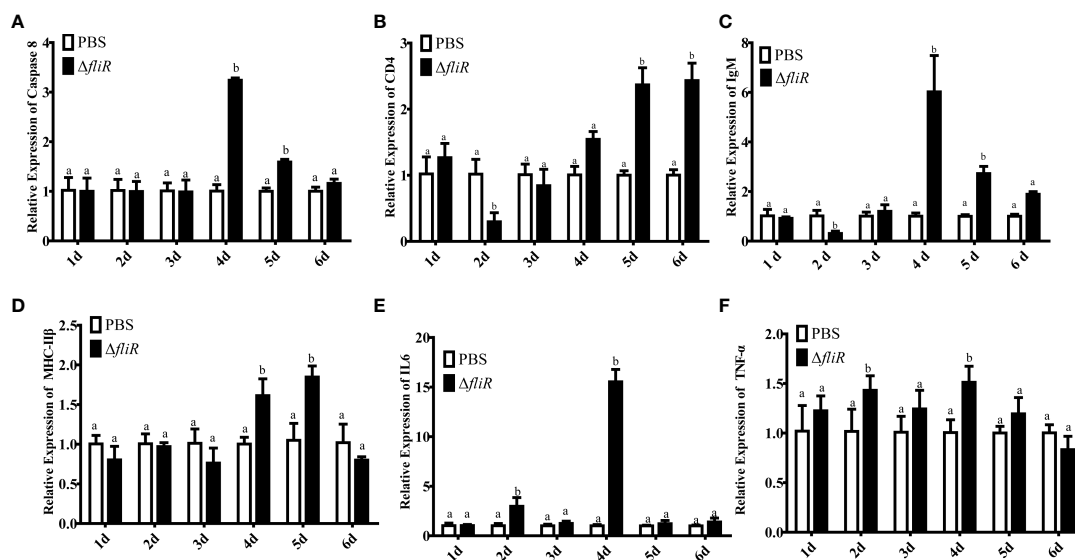 A
Relative Expression of Caspase 8
4
3
2
1
0
PBS
ΔfliR
a a a a a a a b a b a a
1d 2d 3d 4d 5d 6d
B
Relative Expression of CD4
3
2
1
0
PBS
ΔfliR
a a a b a a a a a b a b
1d 2d 3d 4d 5d 6d
C
Relative Expression of IgM
8
6
4
2
0
PBS
ΔfliR
a a a b a a a b a b a a
1 d 2 d 3 d 4 d 5 d 6 d
D
Relative Expression of MHC-IIβ
2.5
2.0
1.5
1.0
0.5
0.0
PBS
ΔfliR
a a a a a a a b a b a a
1d 2d 3d 4d 5d 6d
E
Relative Expression of IL6
20
15
10
5
0
PBS
ΔfliR
a a a b a a a b a a a a
1d 2d 3d 4d 5d 6d
F
Relative Expression of TNF-α
2.0
1.5
1.0
0.5
0.0
PBS
ΔfliR
a a a b a a a b a a a a
1d 2d 3d 4d 5d 6d